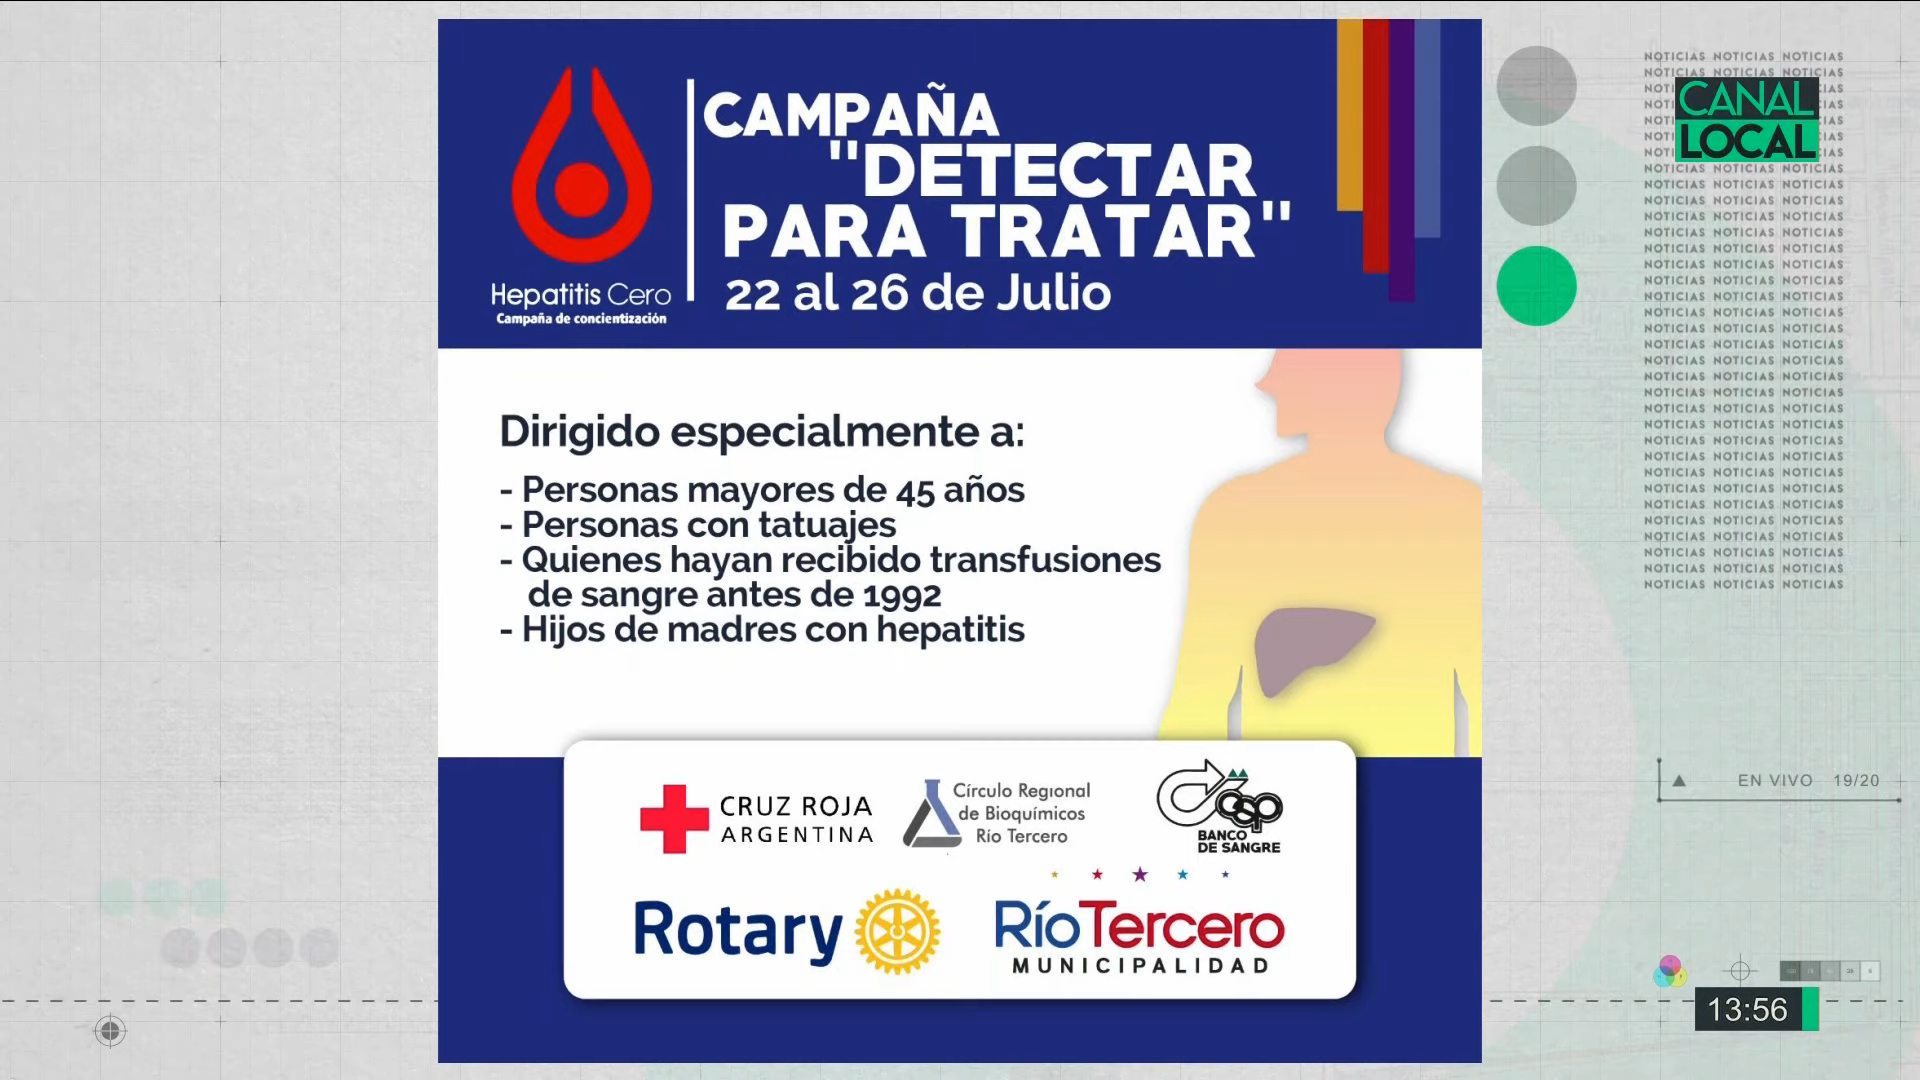 CAMPAÑA
"DETECTAR
PARA TRATAR"
22 al 26 de Julio
Hepatitis Cero
Campaña de concientización
Dirigido especialmente a:
- Personas mayores de 45 años
- Personas con tatuajes
- Quienes hayan recibido transfusiones
de sangre antes de 1992
- Hijos de madres con hepatitis
CRUZ ROJA
ARGENTINA
Círculo Regional
de Bioquímicos
Río Tercero
BANCO
DE SANGRE
Rotary
RíoTercero
MUNICIPALIDAD
NOTICIAS NOTICIAS NOTICIAS
CANAL
LOCAL
EN VIVO 19/20
13:56